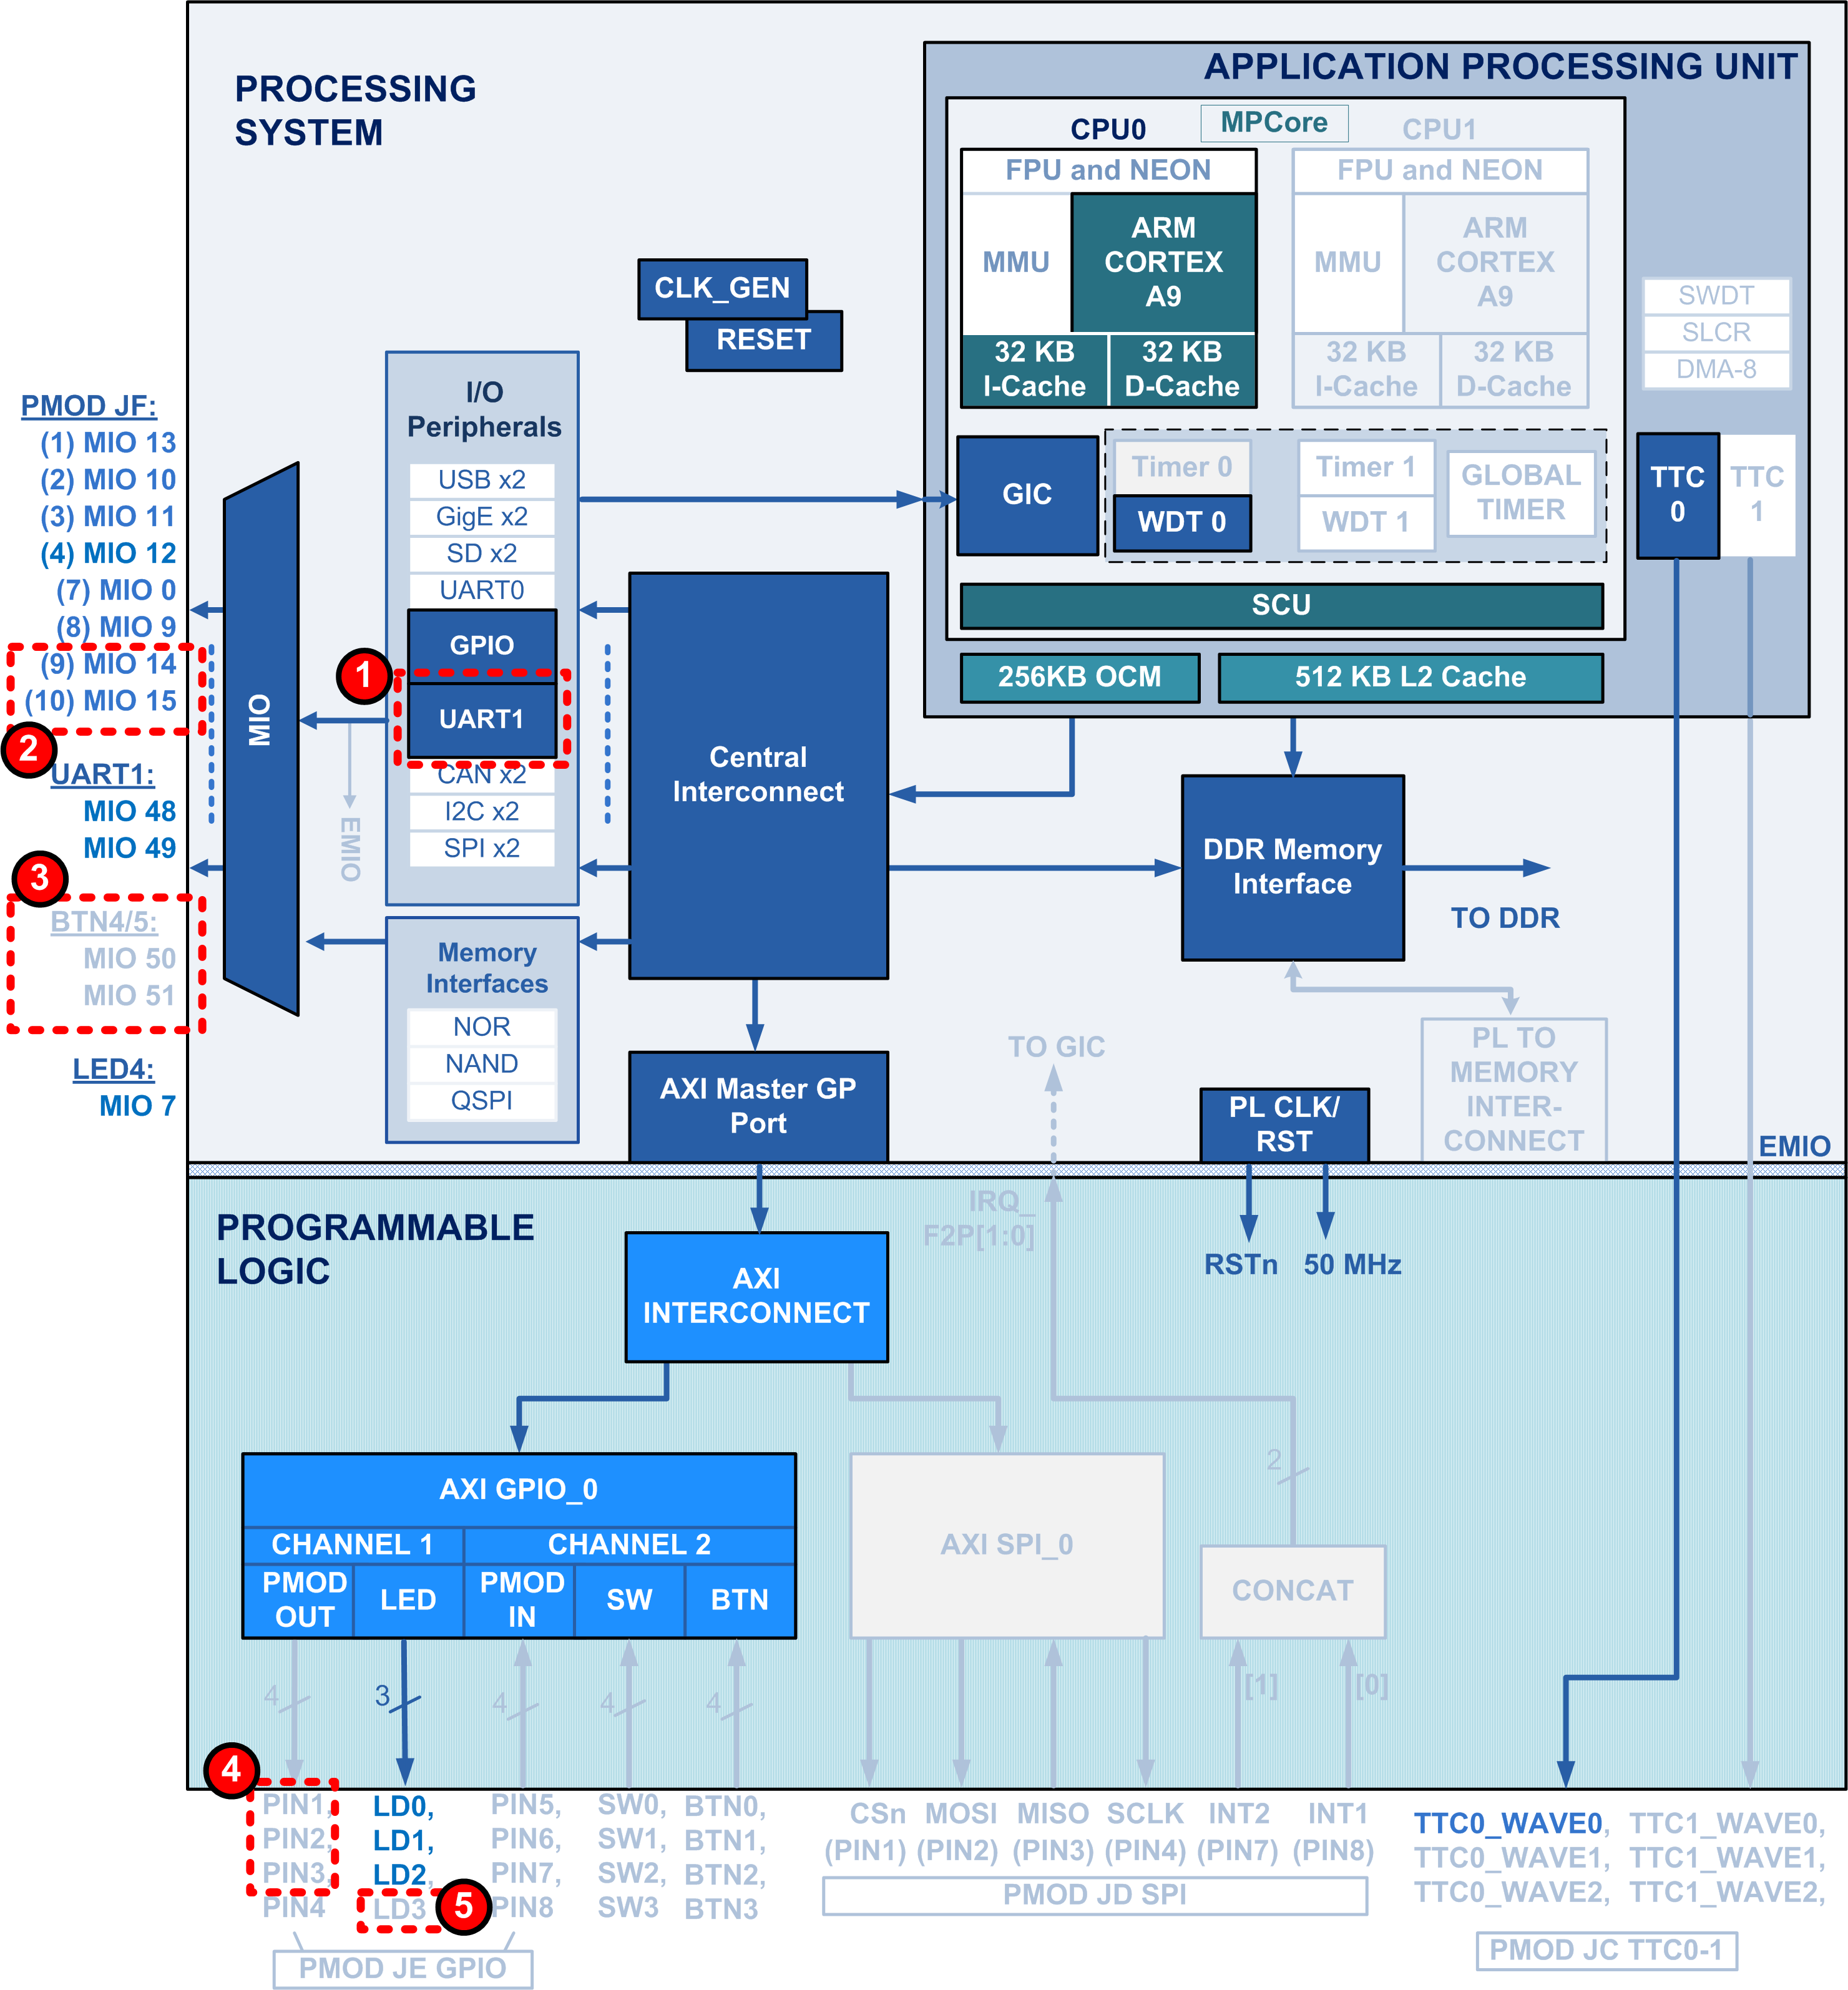 PROCESSING
SYSTEM
APPLICATION PROCESSING UNIT
CPU0
MPCore
CPU1
FPU and NEON
MMU
ARM
CORTEX
A9
32 KB
I-Cache
32 KB
D-Cache
FPU and NEON
MMU
ARM
CORTEX
A9
32 KB
I-Cache
32 KB
D-Cache
SWDT
SLCR
DMA-8
CLK_GEN
RESET
GIC
Timer 0
WDT 0
Timer 1
WDT 1
GLOBAL
TIMER
TTC
0
TTC
1
SCU
256KB OCM
512 KB L2 Cache
PMOD JF:
(1) MIO 13
(2) MIO 10
(3) MIO 11
(4) MIO 12
(7) MIO 0
(8) MIO 9
(9) MIO 14
(10) MIO 15
2
UART1:
MIO 48
MIO 49
3
BTN4/5:
MIO 50
MIO 51
LED4:
MIO 7
MIO
I/O
Peripherals
USB x2
GigE x2
SD x2
UART0
GPIO
1
UART1
CAN x2
I2C x2
SPI x2
EMIO
Memory
Interfaces
NOR
NAND
QSPI
Central
Interconnect
DDR Memory
Interface
TO DDR
AXI Master GP
Port
TO GIC
PL CLK/
RST
PL TO
MEMORY
INTER-
CONNECT
EMIO
PROGRAMMABLE
LOGIC
IRQ_
F2P[1:0]
RSTn
50 MHz
AXI
INTERCONNECT
AXI GPIO_0
CHANNEL 1
CHANNEL 2
PMOD
OUT
LED
PMOD
IN
SW
BTN
AXI SPI_0
2
CONCAT
4
3
4
4
4
[1]
[0]
4
PIN1,
PIN2,
PIN3,
PIN4
LD0,
LD1,
LD2,
LD3
5
PIN5,
PIN6,
PIN7,
PIN8
SW0,
SW1,
SW2,
SW3
BTN0,
BTN1,
BTN2,
BTN3
PMOD JE GPIO
CSn
(PIN1)
MOSI
(PIN2)
MISO
(PIN3)
SCLK
(PIN4)
INT2
(PIN7)
INT1
(PIN8)
PMOD JD SPI
TTC0_WAVE0,
TTC0_WAVE1,
TTC0_WAVE2,
TTC1_WAVE0,
TTC1_WAVE1,
TTC1_WAVE2,
PMOD JC TTC0-1